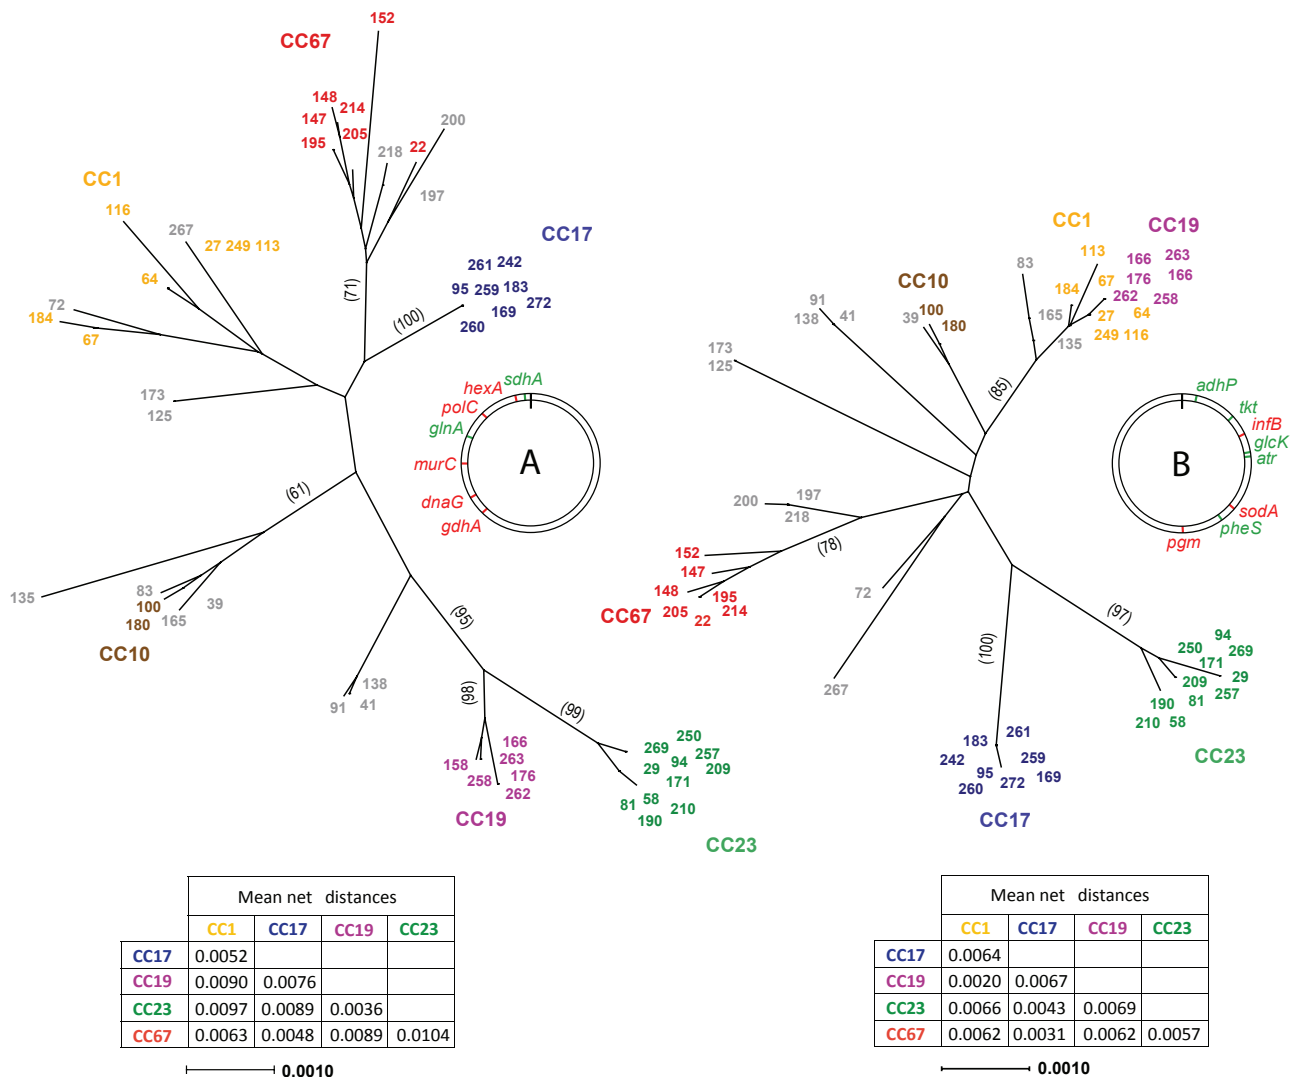 152
CC67
148
214
147
205
195
200
218
22
197
CC1
116
267
27 249 113
64
72
184
67
173
125
(71)
CC17
261 242
95 259 183
272
169
260
(100)
hexA sdhA
polC
glnA
murC
dnaG
gdhA
A
(61)
135
83
100
39
180
165
CC10
(95)
138
91 41
(98)
(99)
166
158
263
258
176
262
CC19
269 250
257
29 94
209
171
81 58
210
190
CC23
CC1
CC19
113
166 263
83
67
176 166
184
262 258
165
27 64
249 116
135
CC10
100
39
180
91
138 41
173
125
(85)
adhP
tkt
infB
glcK
atr
sodA
pheS
pgm
B
200 197
218
(78)
152
147
148
195
205
22
214
CC67
72
267
(100)
(97)
94
250
269
171
29
209
257
190
81
210 58
CC23
183 261
242
259
95
272 169
260
CC17
Mean net distances
CC1 CC17 CC19 CC23
CC17 0.0052
CC19 0.0090 0.0076
CC23 0.0097 0.0089 0.0036
CC67 0.0063 0.0048 0.0089 0.0104
0.0010
Mean net distances
CC1 CC17 CC19 CC23
CC17 0.0064
CC19 0.0020 0.0067
CC23 0.0066 0.0043 0.0069
CC67 0.0062 0.0031 0.0062 0.0057
0.0010